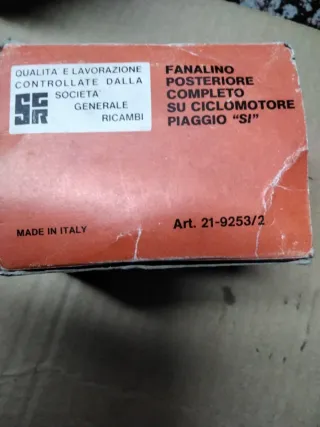 QUALITA E LAVORAZIONE
CONTROLLATE DALLA
SOCIETA'
GENERALE
RICAMBI
SGR
FANALINO
POSTERIORE
COMPLETO
SU CICLOMOTORE
PIAGGIO "SI"
MADE IN ITALY
Art. 21-9253/2